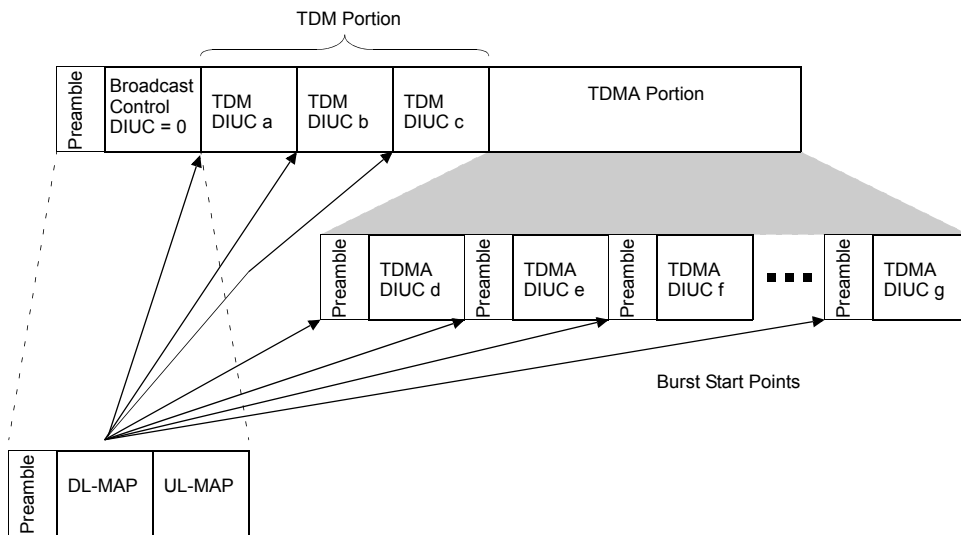 TDM Portion
Preamble
Broadcast
Control
DIUC = 0
TDM
DIUC a
TDM
DIUC b
TDM
DIUC c
TDMA Portion
Preamble
TDMA
DIUC d
Preamble
TDMA
DIUC e
Preamble
TDMA
DIUC f
Preamble
TDMA
DIUC g
Burst Start Points
Preamble
DL-MAP
UL-MAP